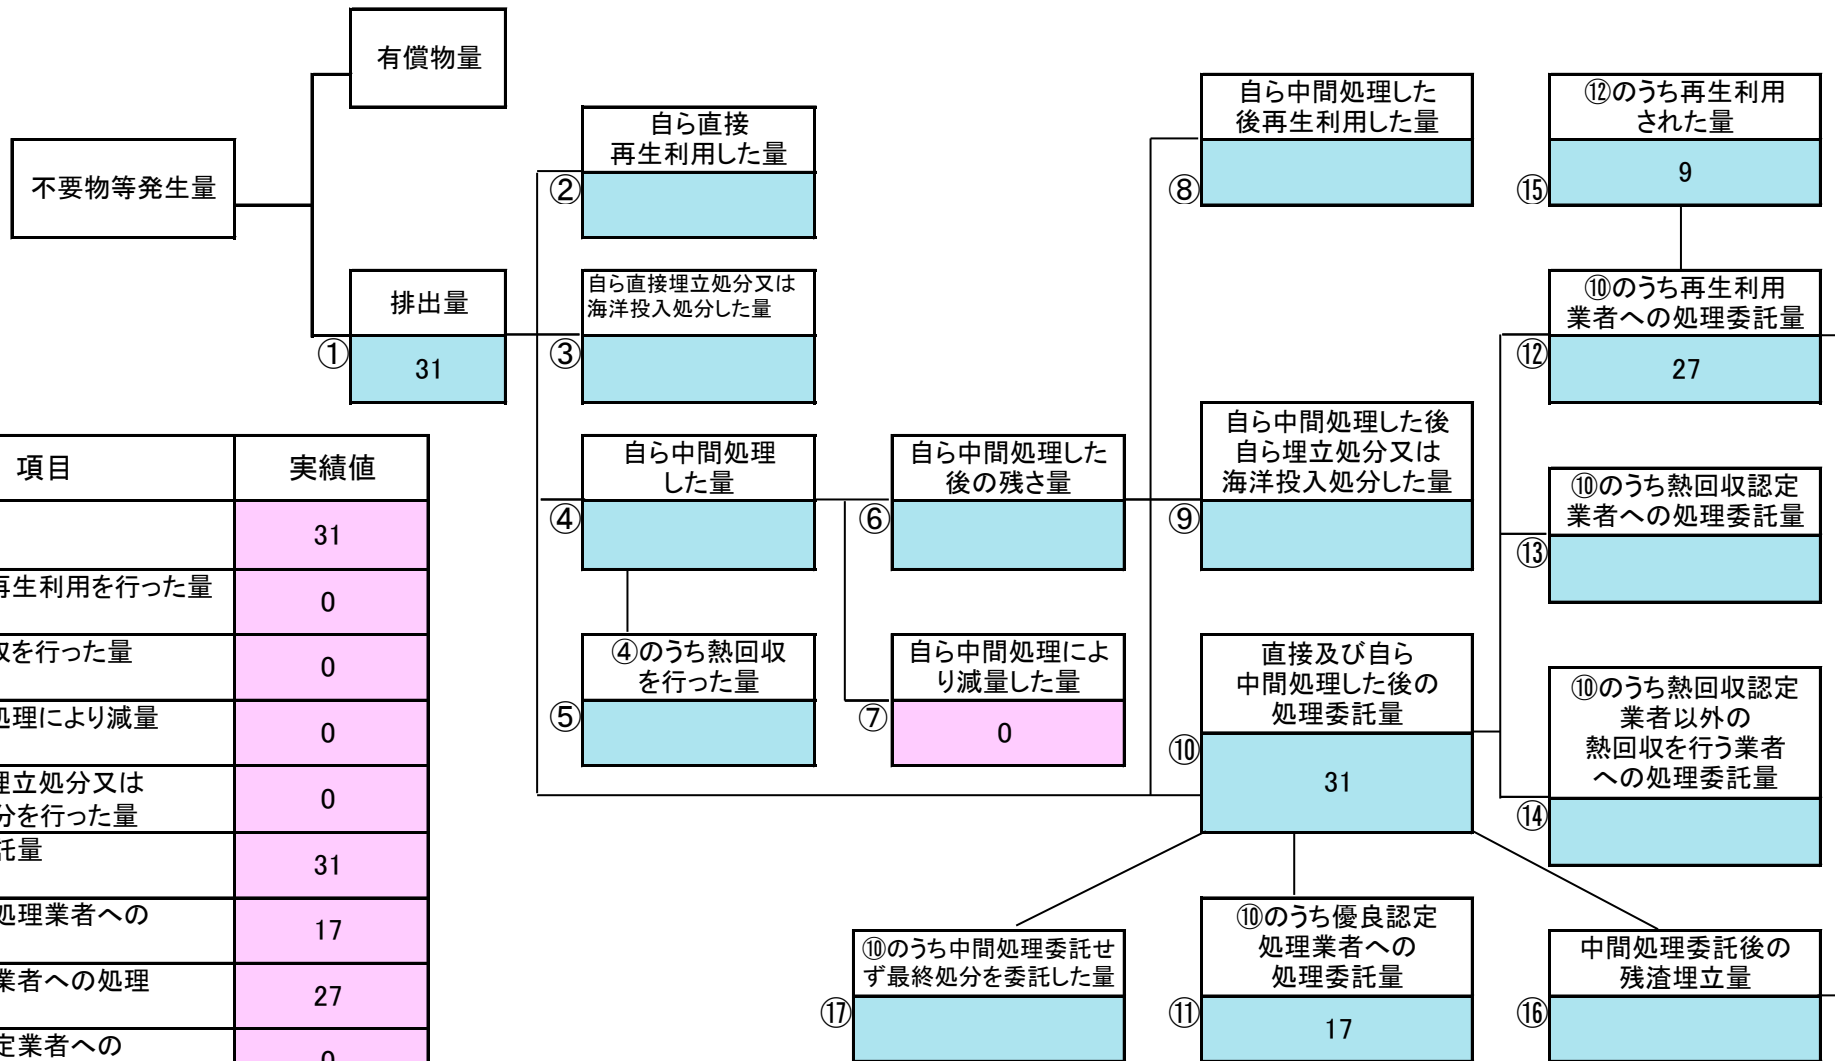 有償物量
不要物等発生量
排出量
①
31
自ら直接
再生利用した量
②
自ら直接埋立処分又は
海洋投入処分した量
③
自ら中間処理
した量
④
④のうち熱回収
を行った量
⑤
自ら中間処理した
後の残さ量
⑥
自ら中間処理によ
り減量した量
⑦
0
自ら中間処理した
後再生利用した量
⑧
自ら中間処理した後
自ら埋立処分又は
海洋投入処分した量
⑨
直接及び自ら
中間処理した後の
処理委託量
⑩
31
⑫のうち再生利用
された量
⑮
9
⑩のうち再生利用
業者への処理委託量
⑫
27
⑩のうち熱回収認定
業者への処理委託量
⑬
⑩のうち熱回収認定
業者以外の
熱回収を行う業者
への処理委託量
⑭
⑩のうち中間処理委託せ
ず最終処分を委託した量
⑰
⑩のうち優良認定
処理業者への
処理委託量
⑪
17
中間処理委託後の
残渣埋立量
⑯
項目
実績値
31
再生利用を行った量
0
を行った量
0
処理により減量
0
埋立処分又は
分を行った量
0
託量
31
処理業者への
17
業者への処理
27
定業者への
0